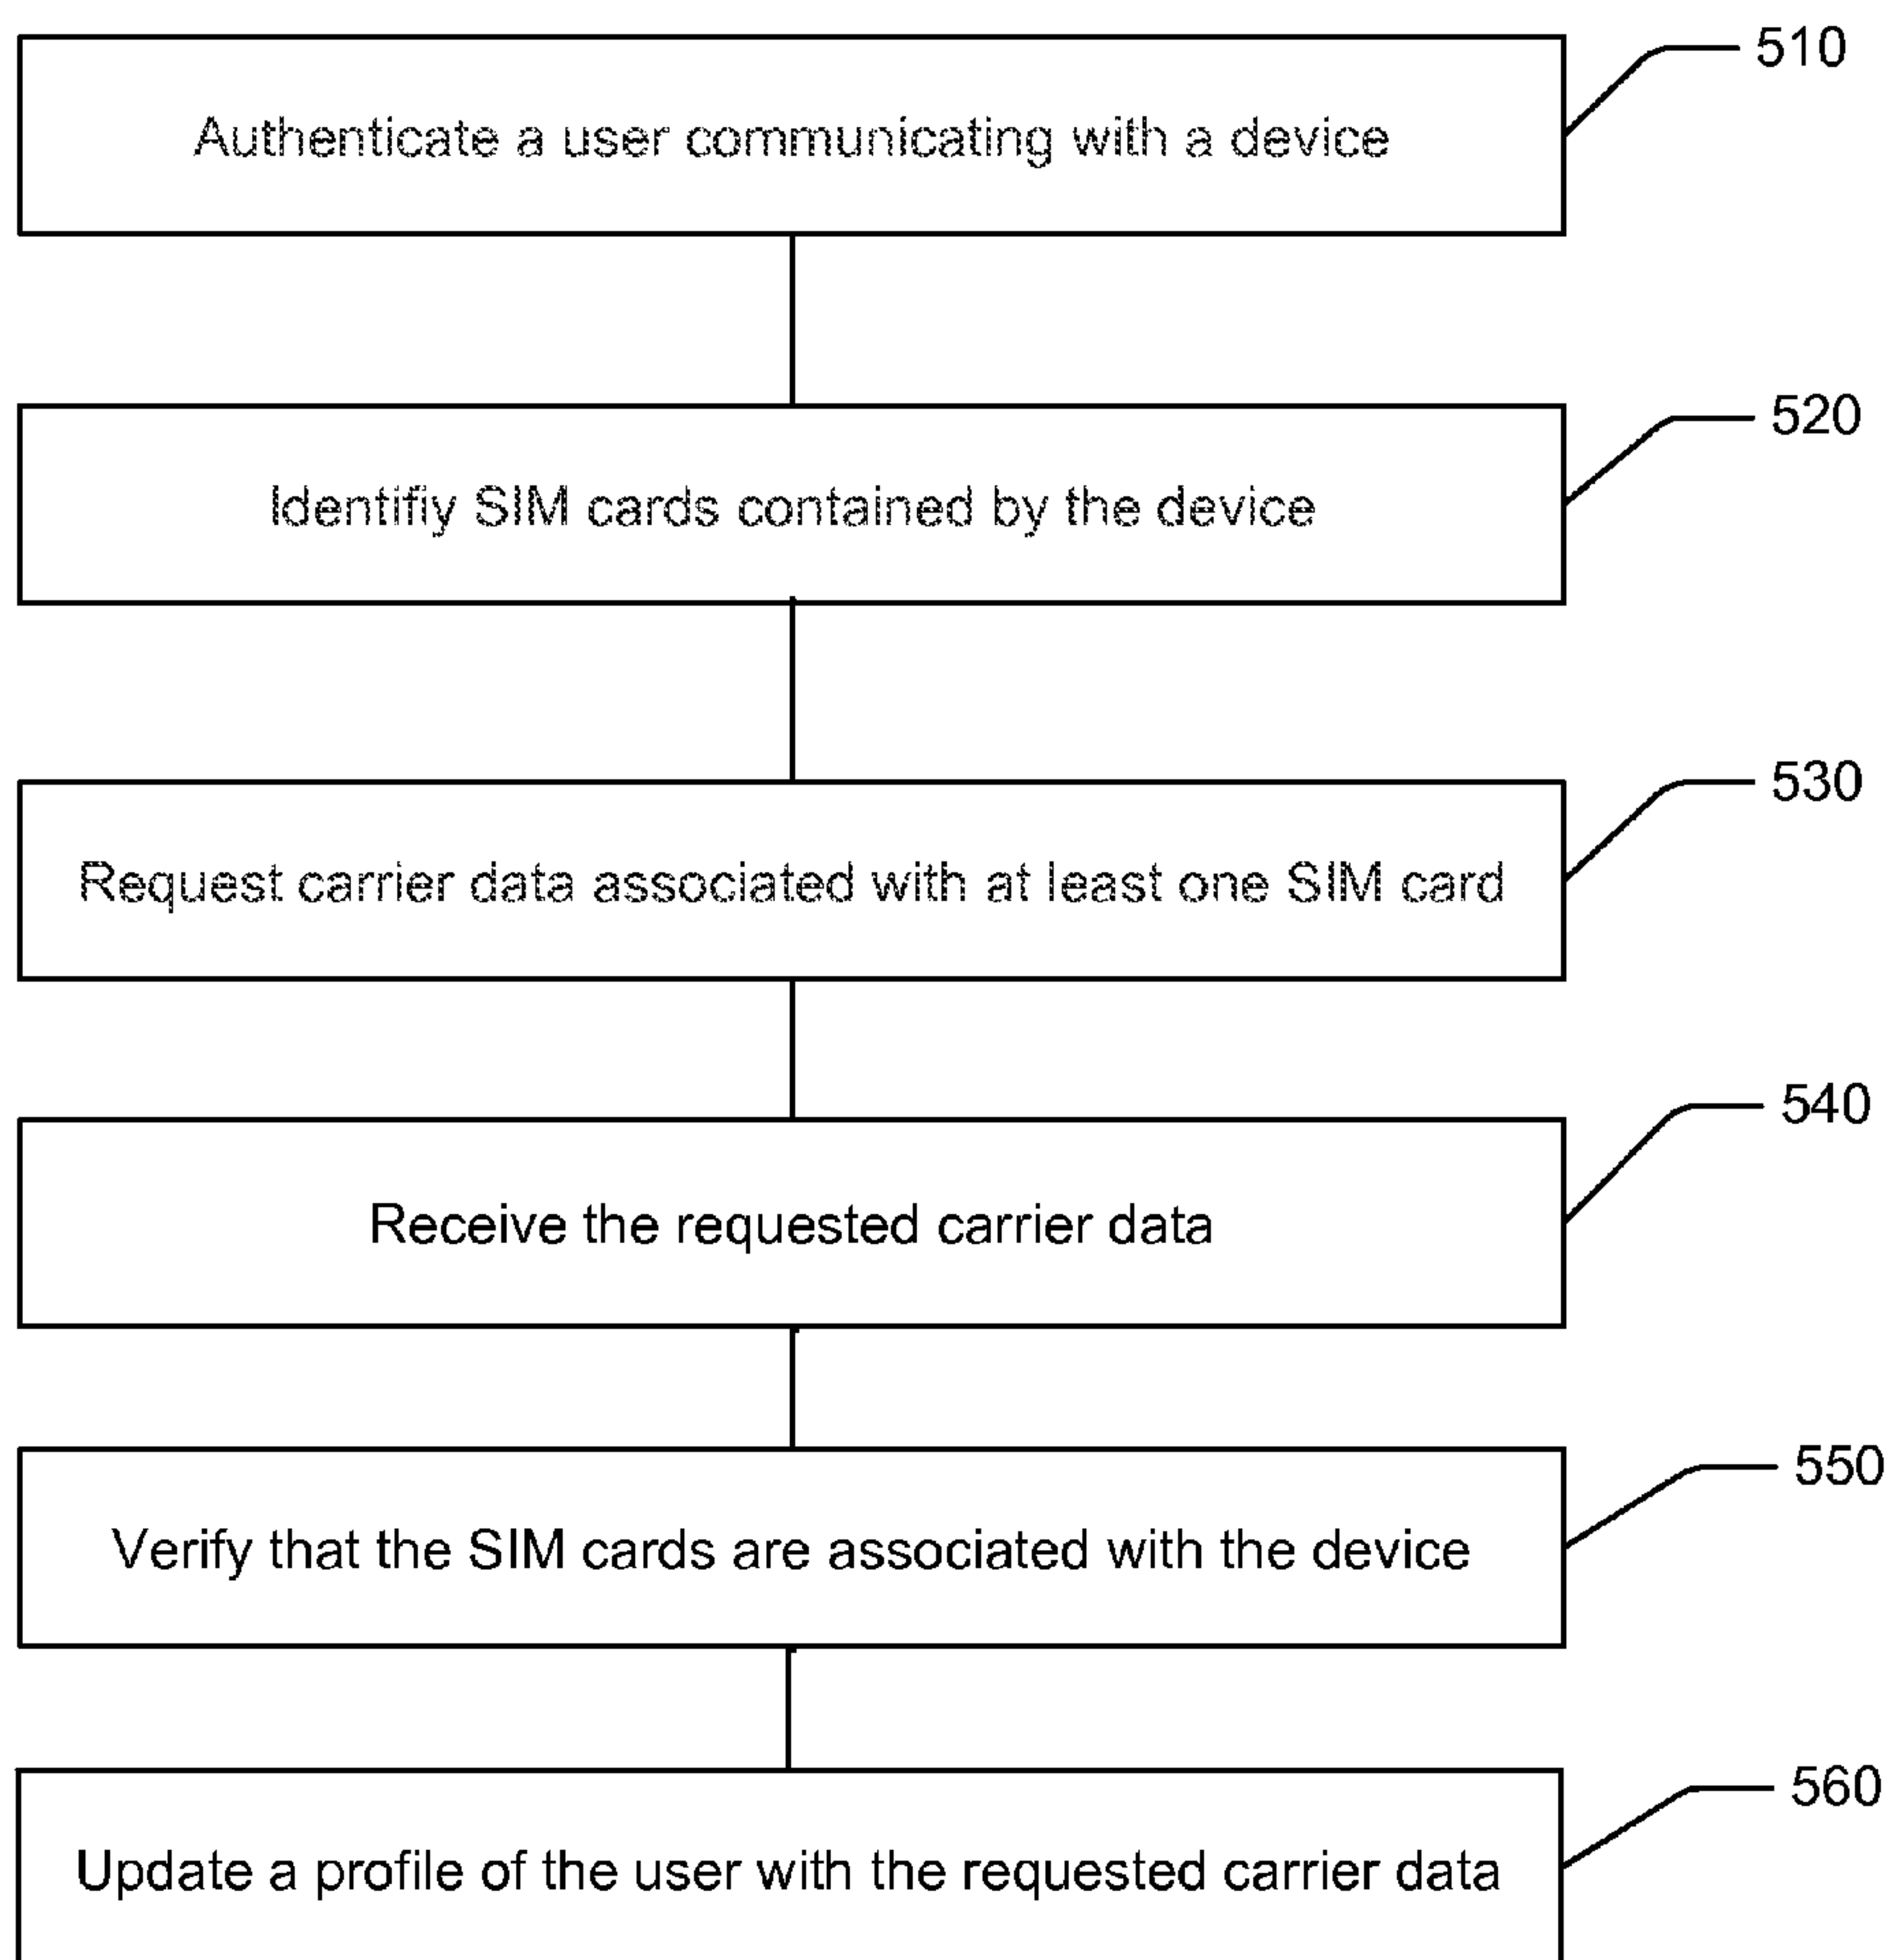 510
Authenticate a user communicating with a device
520
Identifiy SIM cards contained by the device
530
Request carrier data associated with at least one SIM card
540
Receive the requested carrier data
550
Verify that the SIM cards are associated with the device
560
Update a profile of the user with the requested carrier data